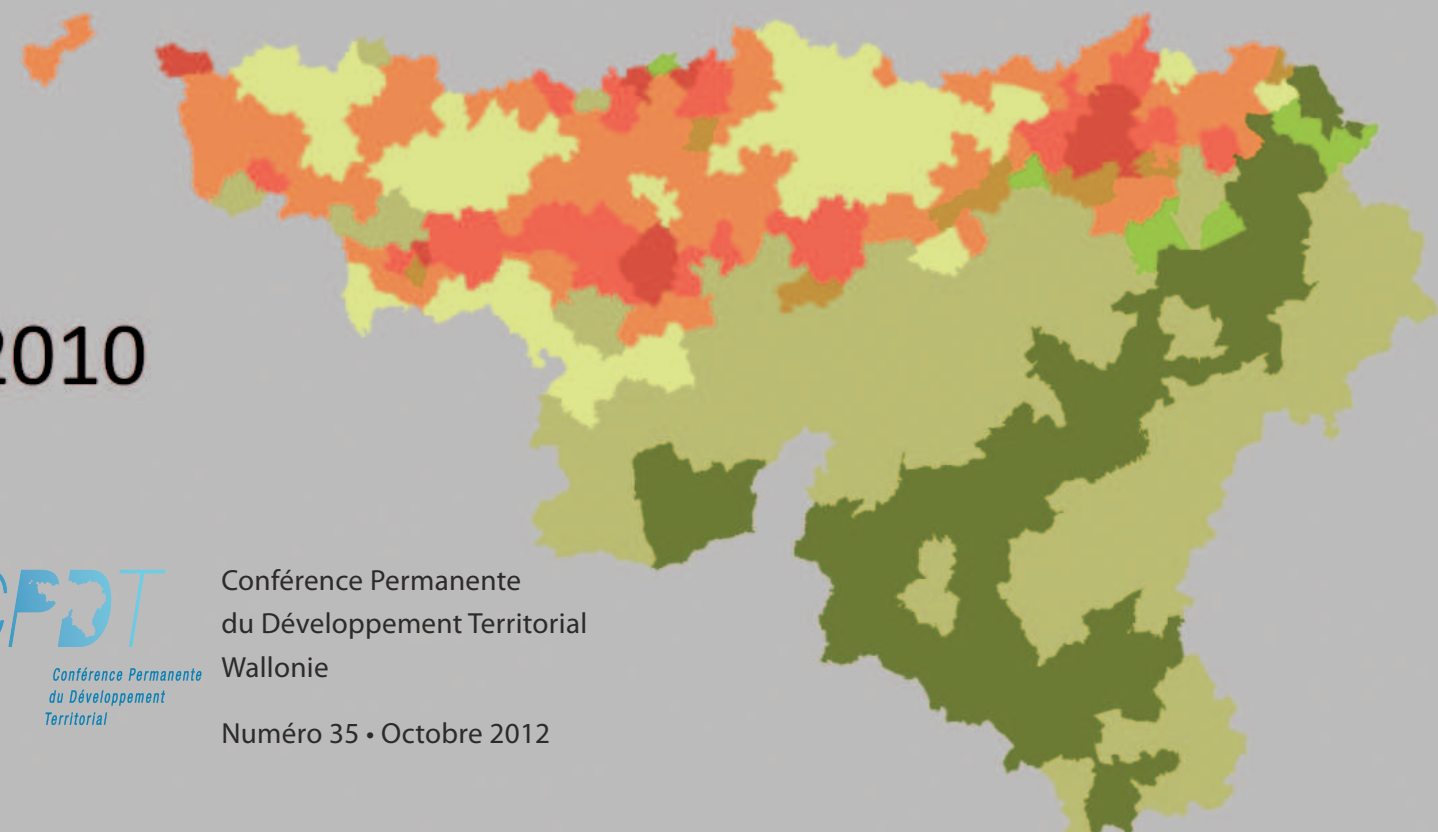 2010
CPDT
Conférence Permanente
du Développement
Territorial
Conférence Permanente
du Développement Territorial
Wallonie
Numéro 35 • Octobre 2012